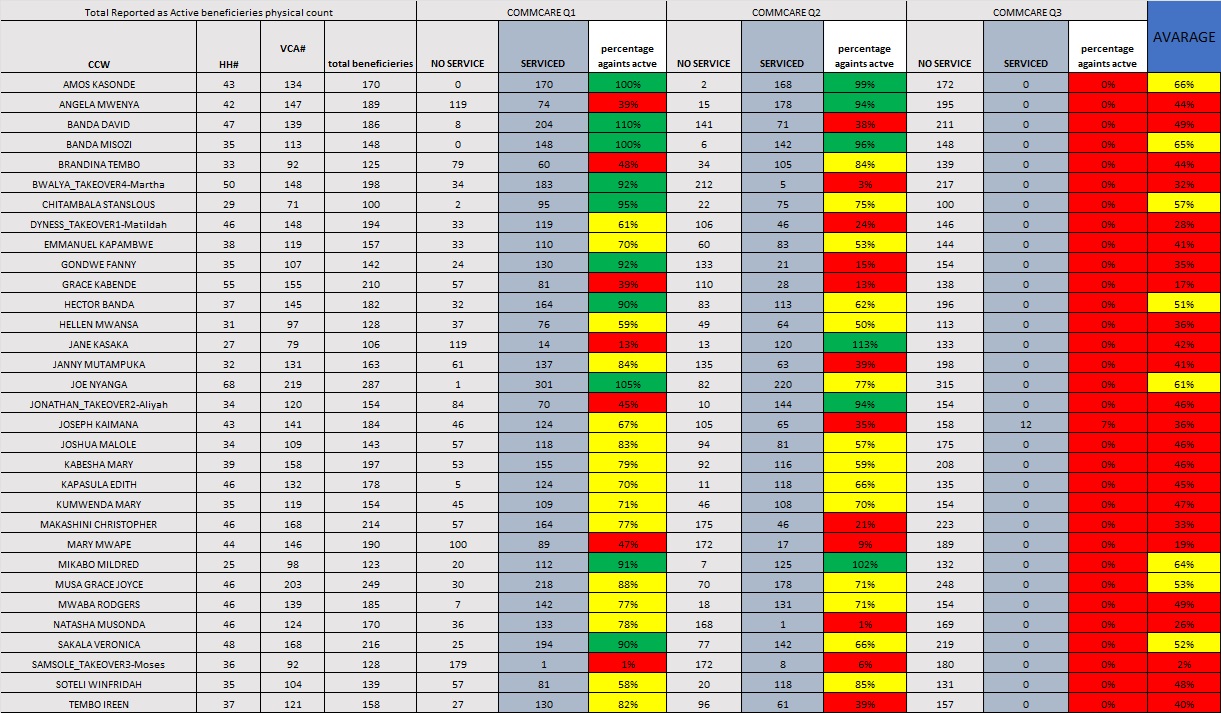 Total Reported as Active beneficieries physical count COMMCARE Q1 COMMCARE Q2 COMMCARE Q3 AVARAGE
CCW HH# VCA# total beneficieries NO SERVICE SERVICED percentage againts actve NO SERVICE SERVICED percentage againts actve NO SERVICE SERVICED percentage againts actve
AMOS KASONDE 43 134 170 0 170 100% 2 168 99% 172 0 0% 66%
ANGELA MWENYA 42 147 189 119 74 39% 15 178 94% 195 0 0% 44%
BANDA DAVID 47 139 186 8 204 110% 141 71 38% 211 0 0% 49%
BANDA MISOZI 35 113 148 0 148 100% 6 142 96% 148 0 0% 65%
BRANDINA TEMBO 33 92 125 79 60 48% 34 105 84% 139 0 0% 44%
BWALYA_TAKEOVER4-Martha 50 148 198 34 183 92% 212 5 3% 217 0 0% 32%
CHITAMBALA STANSLOUS 29 71 100 2 95 95% 22 75 75% 100 0 0% 57%
DYNESS_TAKEOVER1-Matildah 46 148 194 33 119 61% 106 46 24% 146 0 0% 28%
EMMANUEL KAPAMBWE 38 119 157 33 110 70% 60 83 53% 144 0 0% 41%
GONDWE FANNY 35 107 142 24 130 92% 133 21 15% 154 0 0% 35%
GRACE KABENDE 55 155 210 57 81 39% 110 28 13% 138 0 0% 17%
HECTOR BANDA 37 145 182 32 164 90% 83 113 62% 196 0 0% 51%
HELLEN MWANSA 31 97 128 37 76 59% 49 64 50% 113 0 0% 36%
JANE KASAKA 27 79 106 119 14 13% 13 120 113% 133 0 0% 42%
JANNY MUTAMPUKA 32 131 163 61 137 84% 135 63 39% 198 0 0% 41%
JOE NYANGA 68 219 287 1 301 105% 82 220 77% 315 0 0% 61%
JONATHAN_TAKEOVER2-Aliyah 34 120 154 84 70 45% 10 144 94% 154 0 0% 46%
JOSEPH KAIMANA 43 141 184 46 124 67% 105 65 35% 158 12 7% 36%
JOSHUA MALOLE 34 109 143 57 118 83% 94 81 57% 175 0 0% 46%
KABESHA MARY 39 158 197 53 155 79% 92 116 59% 208 0 0% 46%
KAPASULA EDITH 46 132 178 5 124 70% 11 118 66% 135 0 0% 45%
KUMWENDA MARY 35 119 154 45 109 71% 46 108 70% 154 0 0% 47%
MAKASHINI CHRISTOPHER 46 168 214 57 164 77% 175 46 21% 223 0 0% 33%
MARY MWAPE 44 146 190 100 89 47% 172 17 9% 189 0 0% 19%
MIKABO MILDRED 25 98 123 20 112 91% 7 125 102% 132 0 0% 64%
MUSA GRACE JOYCE 46 203 249 30 218 88% 70 178 71% 248 0 0% 53%
MWABA RODGERS 46 139 185 7 142 77% 18 131 71% 154 0 0% 49%
NATASHA MUSONDA 46 124 170 36 133 78% 168 1 1% 169 0 0% 26%
SAKALA VERONICA 48 168 216 25 194 90% 77 142 66% 219 0 0% 52%
SAMSOLE_TAKEOVER3-Moses 36 92 128 179 1 1% 172 8 6% 180 0 0% 2%
SOTELI WINFRIDAH 35 104 139 57 81 58% 20 118 85% 131 0 0% 48%
TEMBO IREEN 37 121 158 27 130 82% 96 61 39% 157 0 0% 40%